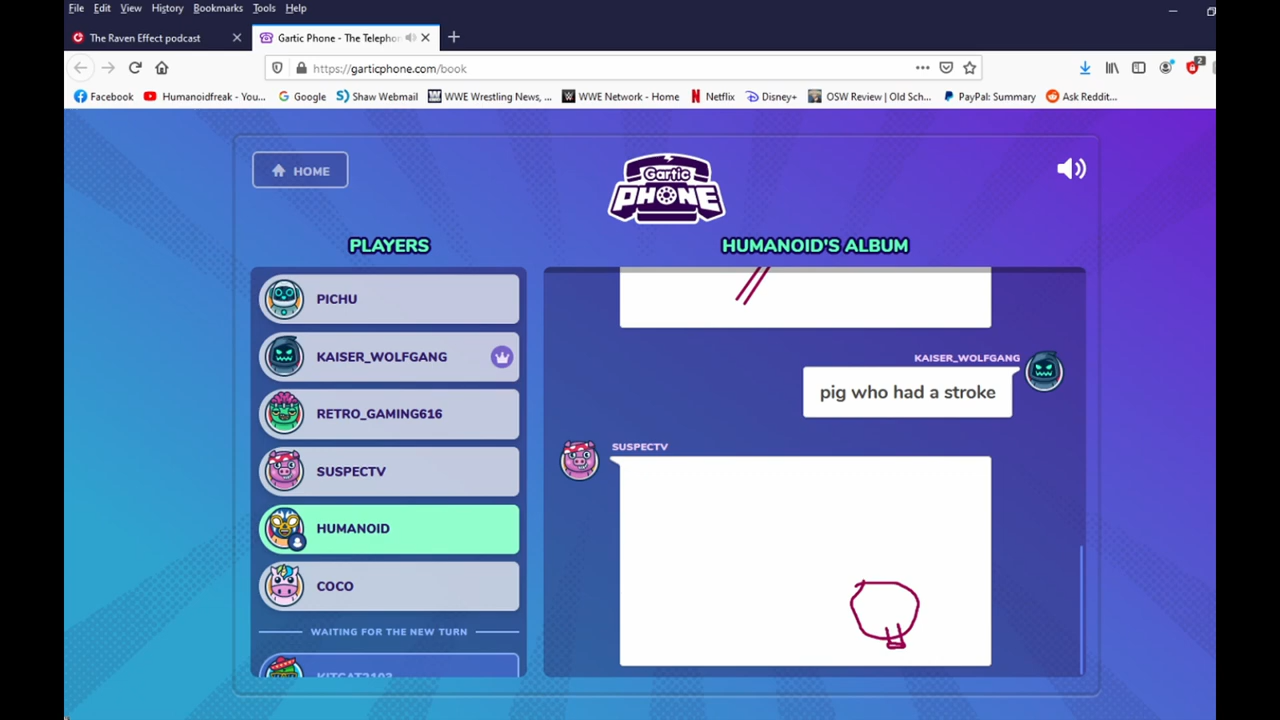 File Edit View History Bookmarks Tools Help
The Raven Effect podcast
Gartic Phone - The Telephon
https://garticphone.com/book
Facebook
Humanoidfreak - You...
Google
Shaw Webmail
WWE Wrestling News, ...
WWE Network - Home
Netflix
Disney+
OSW Review | Old Sch...
PayPal: Summary
Ask Reddit...
2
HOME
Gartic
PHONE
PLAYERS
HUMANOID'S ALBUM
PICHU
KAISER_WOLFGANG
RETRO_GAMING616
SUSPECTV
HUMANOID
COCO
WAITING FOR THE NEW TURN
KAISER_WOLFGANG
pig who had a stroke
SUSPECTV